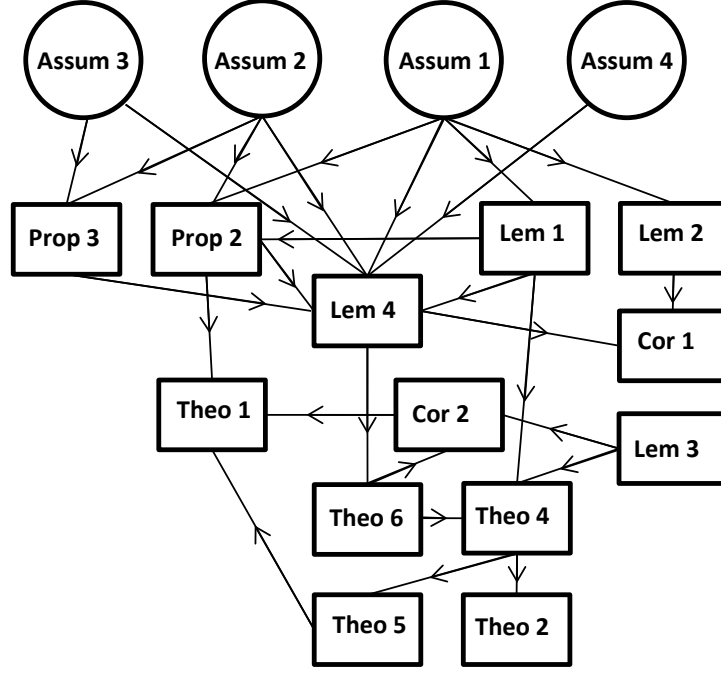 Assum 3
Assum 2
Assum 1
Assum 4
Prop 3
Prop 2
Lem 1
Lem 2
Lem 4
Cor 1
Theo 1
Cor 2
Lem 3
Theo 6
Theo 4
Theo 5
Theo 2